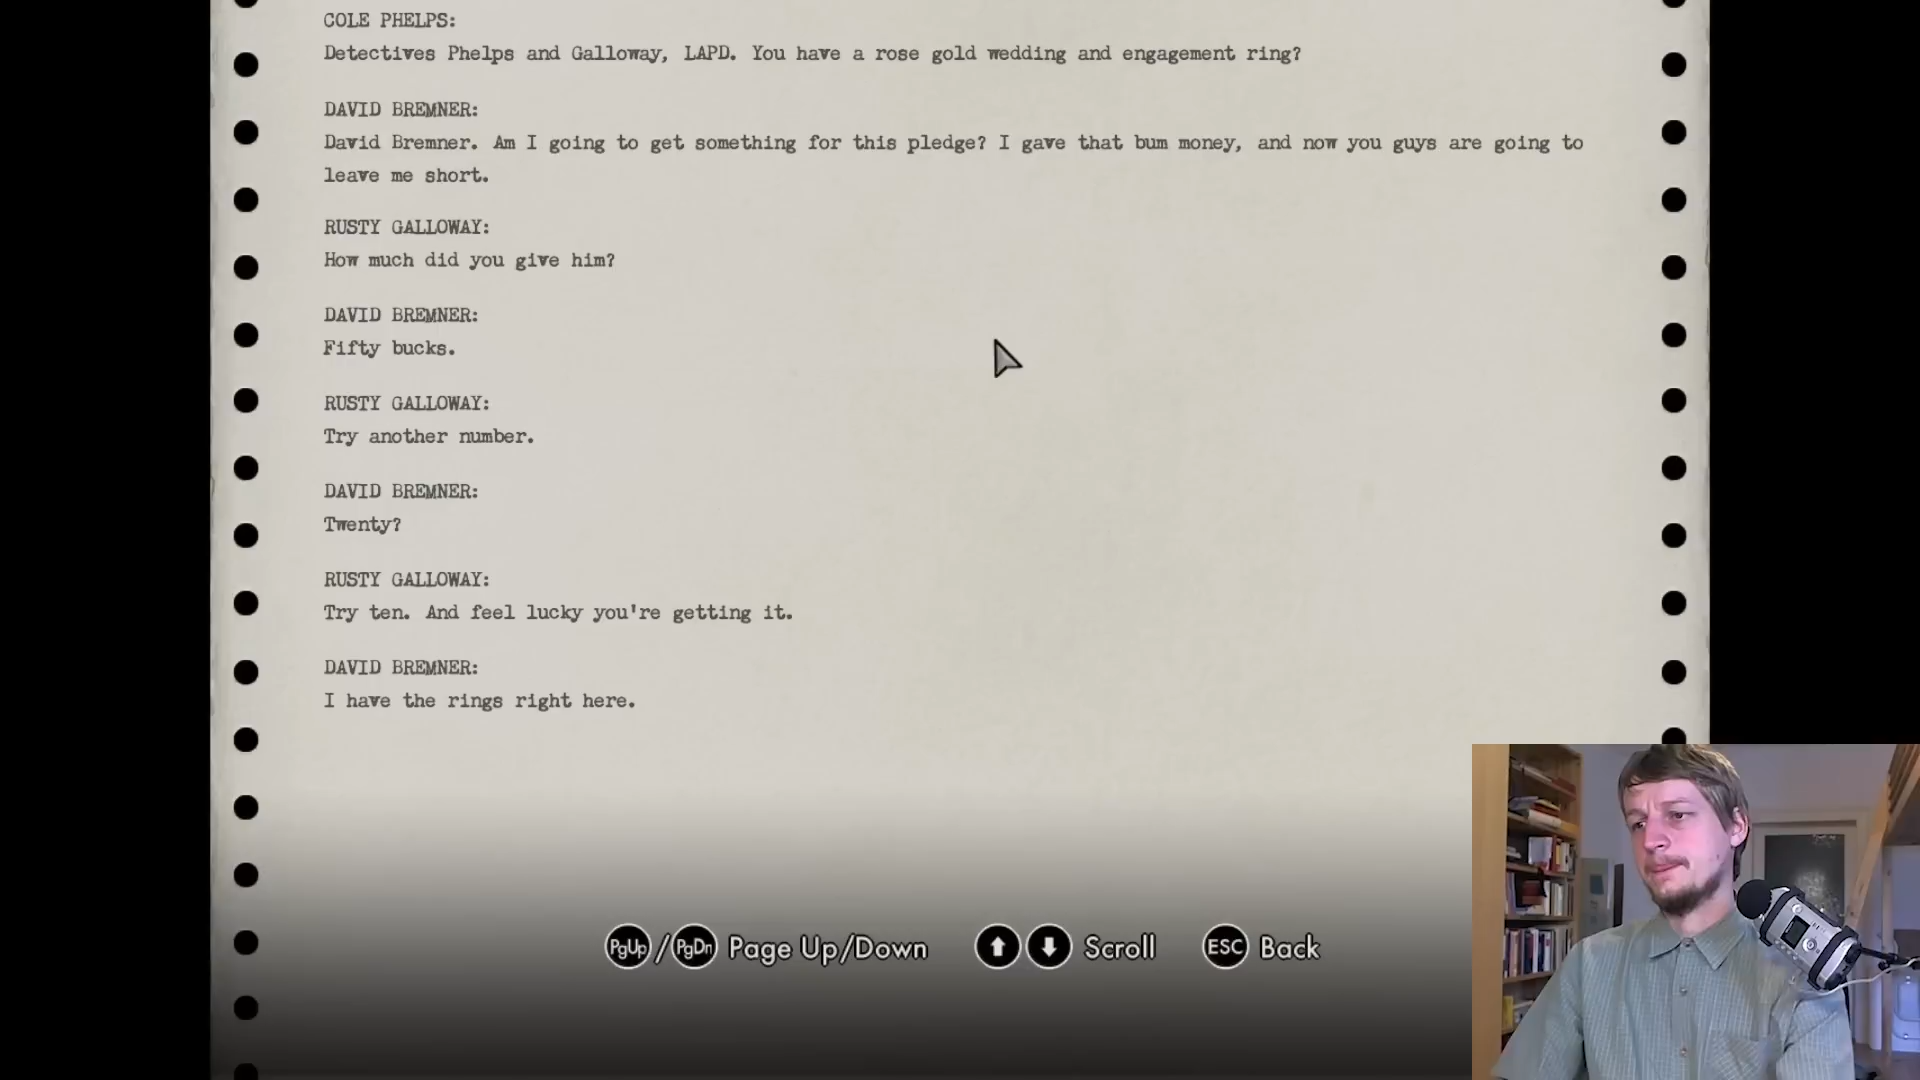 COLE PHELPS:
Detectives Phelps and Galloway, LAPD. You have a rose gold wedding and engagement ring?
DAVID BREMNER:
David Bremner. Am I going to get something for this pledge? I gave that bum money, and now you guys are going to
leave me short.
RUSTY GALLOWAY:
How much did you give him?
DAVID BREMNER:
Fifty bucks.
RUSTY GALLOWAY:
Try another number.
DAVID BREMNER:
Twenty?
RUSTY GALLOWAY:
Try ten. And feel lucky you're getting it.
DAVID BREMNER:
I have the rings right here.
PgUp/PgDn Page Up/Down Scroll ESC Back